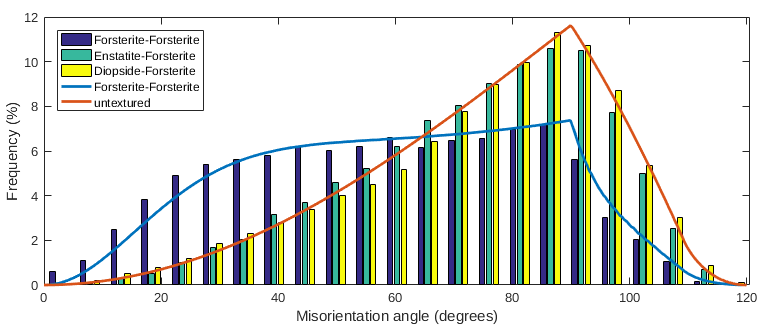 12
10
8
6
4
2
0
Frequency (%)
Forsterite-Forsterite
Enstatite-Forsterite
Diopside-Forsterite
Forsterite-Forsterite
untextured
0 20 40 60 80 100 120
Misorientation angle (degrees)